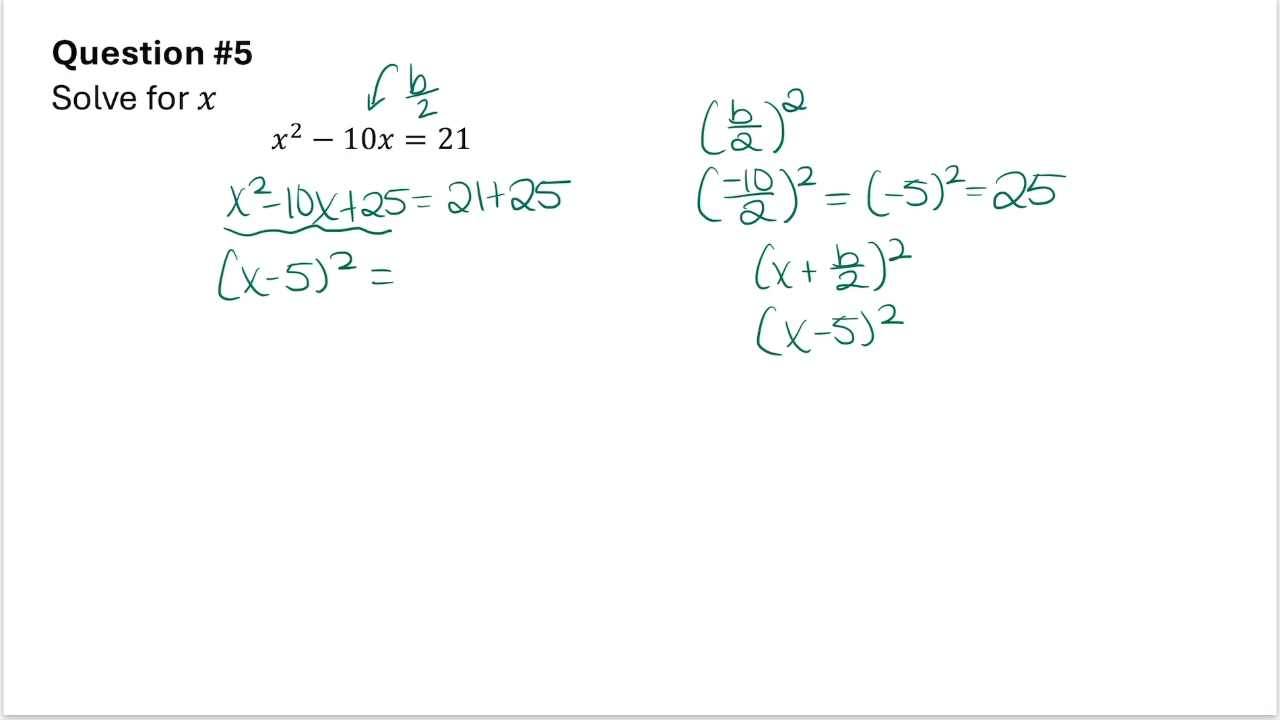 Question #5
Solve for x
b/2
x² − 10x = 21
x²-10x+25 = 21+25
(x-5)² =
(b/2)²
(-10/2)² = (-5)² = 25
(x + b/2)²
(x-5)²